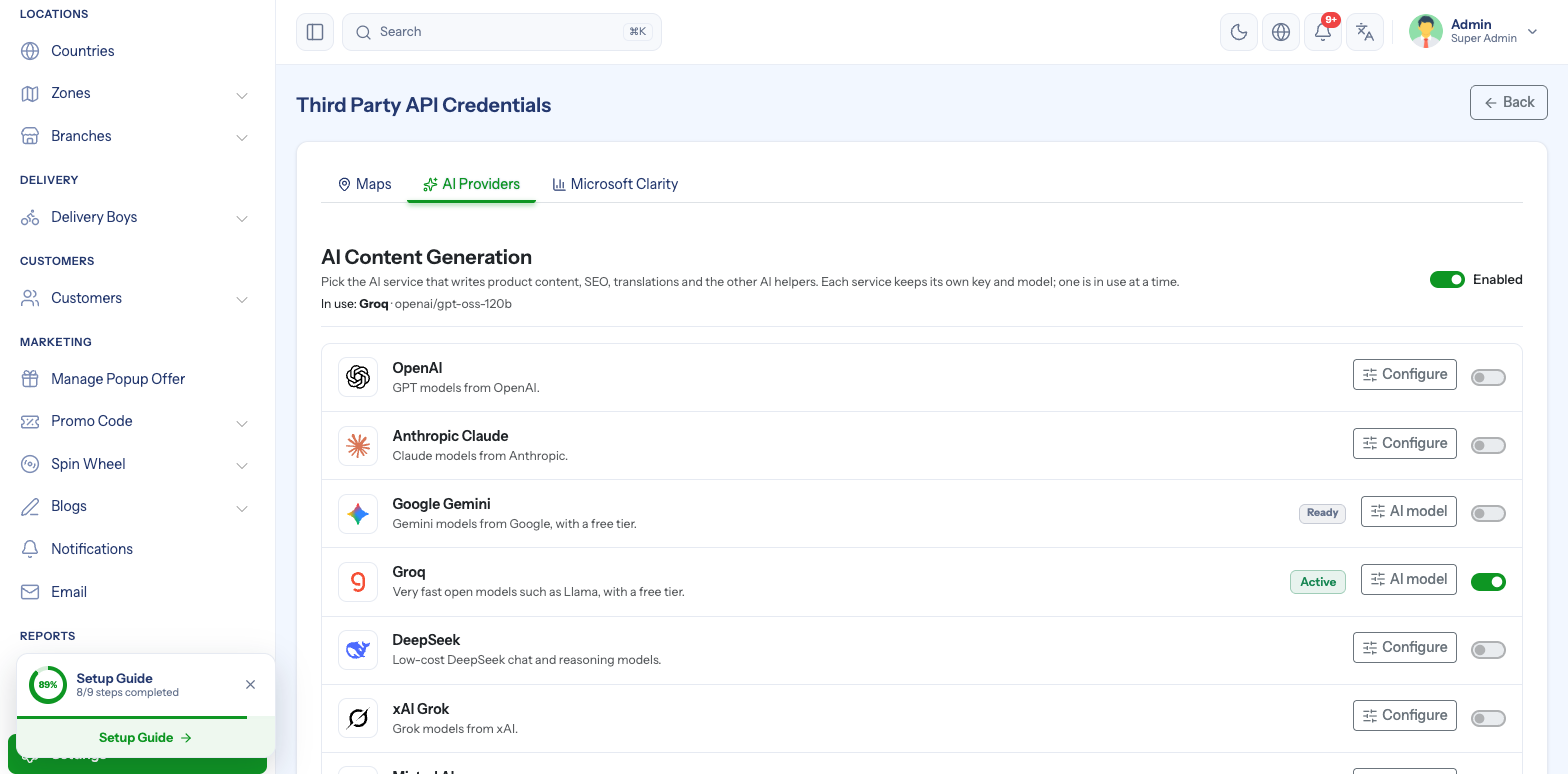 LOCATIONS
Countries
Zones
Branches
DELIVERY
Delivery Boys
CUSTOMERS
Customers
MARKETING
Manage Popup Offer
Promo Code
Spin Wheel
Blogs
Notifications
Email
REPORTS
89%
Setup Guide
8/9 steps completed
Setup Guide
Search
⌘K
9+
Admin
Super Admin
Third Party API Credentials
Back
Maps
AI Providers
Microsoft Clarity
AI Content Generation
Pick the AI service that writes product content, SEO, translations and the other AI helpers. Each service keeps its own key and model; one is in use at a time.
Enabled
In use: Groq · openai/gpt-oss-120b
OpenAI
GPT models from OpenAI.
Configure
Anthropic Claude
Claude models from Anthropic.
Configure
Google Gemini
Gemini models from Google, with a free tier.
Ready
AI model
Groq
Very fast open models such as Llama, with a free tier.
Active
AI model
DeepSeek
Low-cost DeepSeek chat and reasoning models.
Configure
xAI Grok
Grok models from xAI.
Configure